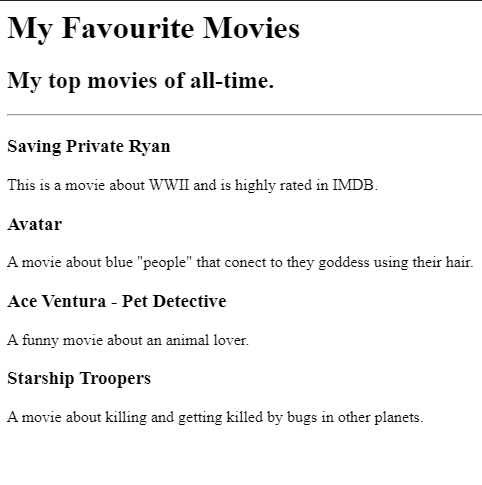 My Favourite Movies
My top movies of all-time.
Saving Private Ryan
This is a movie about WWII and is highly rated in IMDB.
Avatar
A movie about blue "people" that conect to they goddess using their hair.
Ace Ventura - Pet Detective
A funny movie about an animal lover.
Starship Troopers
A movie about killing and getting killed by bugs in other planets.